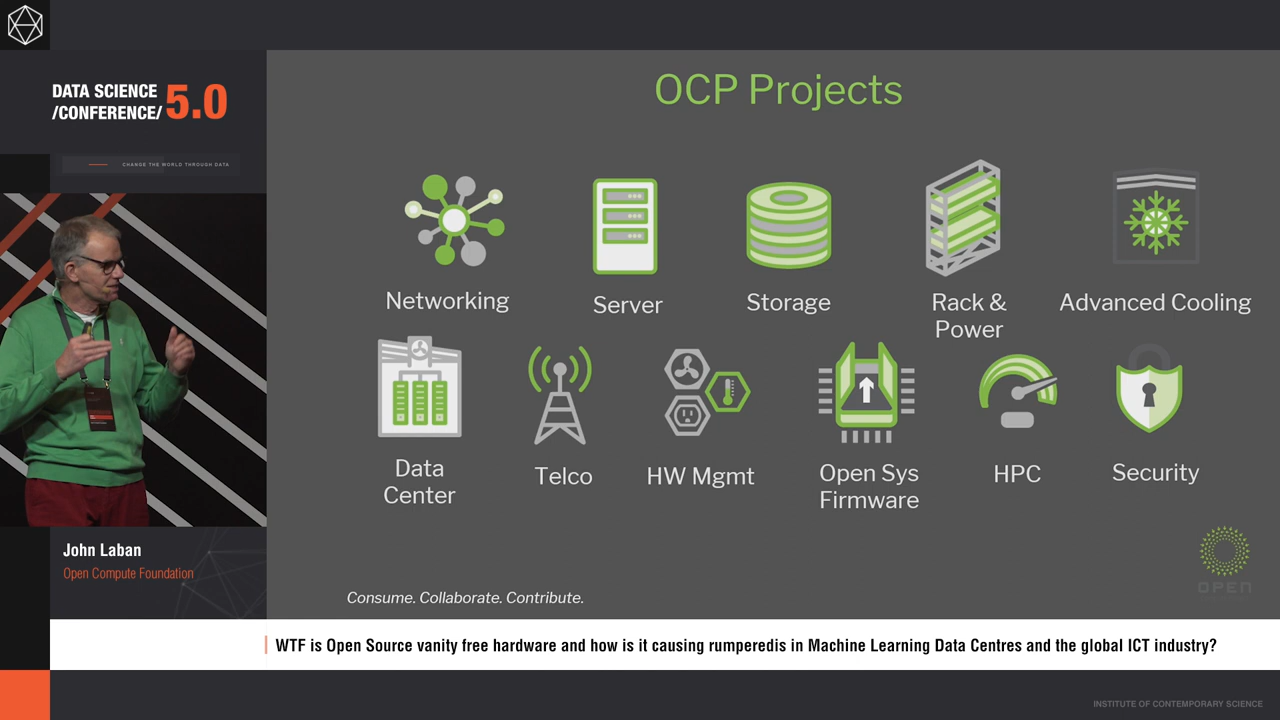 DATA SCIENCE
/CONFERENCE/ 5.0
CHANGE THE WORLD THROUGH DATA
OCP Projects
Networking
Server
Storage
Rack &
Power
Advanced Cooling
Data
Center
Telco
HW Mgmt
Open Sys
Firmware
HPC
Security
OPEN
Consume. Collaborate. Contribute.
John Laban
Open Compute Foundation
WTF is Open Source vanity free hardware and how is it causing rumperedis in Machine Learning Data Centres and the global ICT industry?
INSTITUTE OF CONTEMPORARY SCIENCE